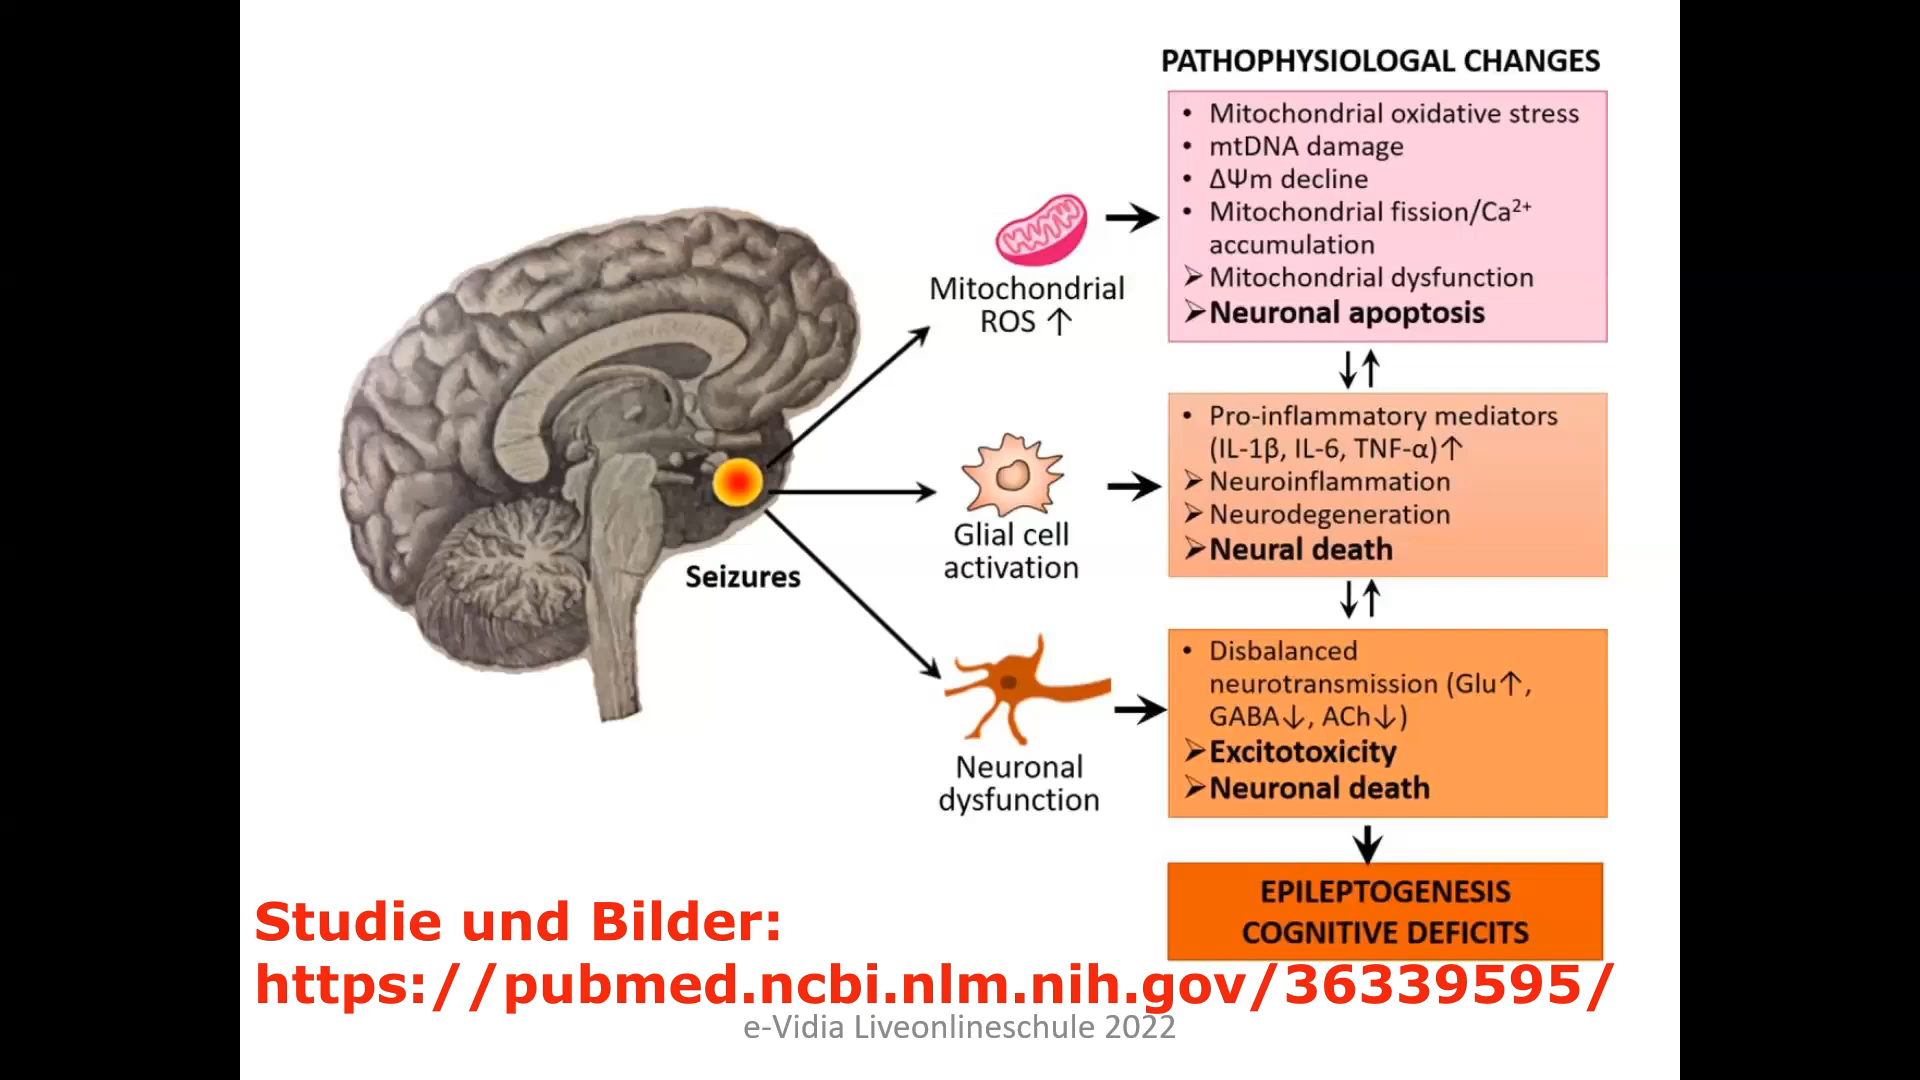 PATHOPHYSIOLOGAL CHANGES
• Mitochondrial oxidative stress
• mtDNA damage
• ΔΨm decline
• Mitochondrial fission/Ca²⁺
accumulation
➢ Mitochondrial dysfunction
➢ Neuronal apoptosis
Mitochondrial
ROS ↑
↓↑
• Pro-inflammatory mediators
(IL-1β, IL-6, TNF-α)↑
➢ Neuroinflammation
➢ Neurodegeneration
➢ Neural death
Glial cell
activation
Seizures
↓↑
• Disbalanced
neurotransmission (Glu↑,
GABA↓, ACh↓)
➢ Excitotoxicity
➢ Neuronal death
Neuronal
dysfunction
EPILEPTOGENESIS
COGNITIVE DEFICITS
Studie und Bilder:
https://pubmed.ncbi.nlm.nih.gov/36339595/
e-Vidia Liveonlineschule 2022